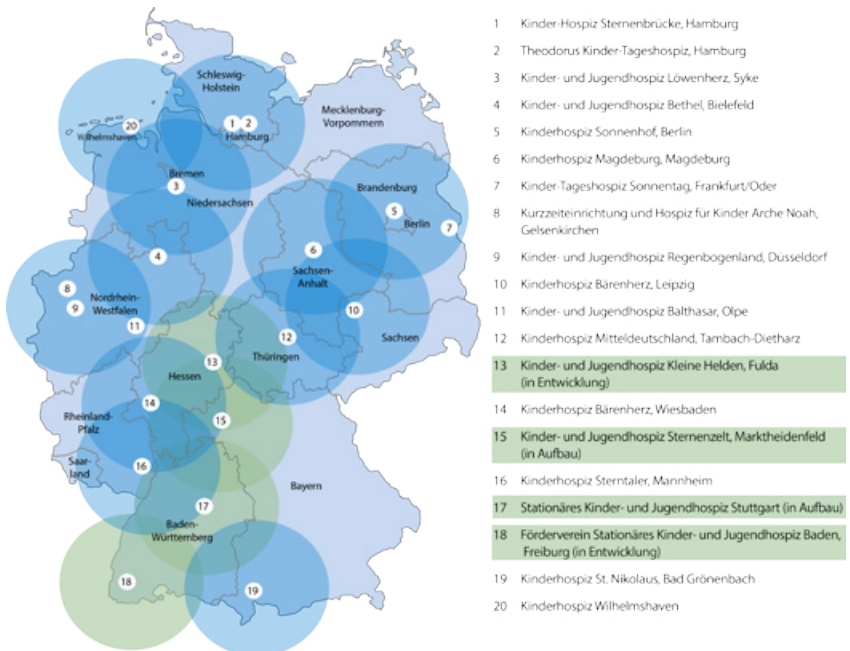 Schleswig-
Holstein
Mecklenburg-
Vorpommern
20
Wilhelmshaven
1
2
Hamburg
Bremen
3
Niedersachsen
Brandenburg
5
Berlin
7
4
6
Sachsen-
Anhalt
8
9
Nordrhein-
Westfalen
11
10
Sachsen
12
Thüringen
13
Hessen
14
15
Rheinland-
Pfalz
Saar-
land
16
Bayern
17
Baden-
Württemberg
18
19
1 Kinder-Hospiz Sternenbrücke, Hamburg
2 Theodorus Kinder-Tageshospiz, Hamburg
3 Kinder- und Jugendhospiz Löwenherz, Syke
4 Kinder- und Jugendhospiz Bethel, Bielefeld
5 Kinderhospiz Sonnenhof, Berlin
6 Kinderhospiz Magdeburg, Magdeburg
7 Kinder-Tageshospiz Sonnentag, Frankfurt/Oder
8 Kurzzeiteinrichtung und Hospiz für Kinder Arche Noah,
Gelsenkirchen
9 Kinder- und Jugendhospiz Regenbogenland, Düsseldorf
10 Kinderhospiz Bärenherz, Leipzig
11 Kinder- und Jugendhospiz Balthasar, Olpe
12 Kinderhospiz Mitteldeutschland, Tambach-Dietharz
13 Kinder- und Jugendhospiz Kleine Helden, Fulda
(in Entwicklung)
14 Kinderhospiz Bärenherz, Wiesbaden
15 Kinder- und Jugendhospiz Sternenzelt, Marktheidenfeld
(in Aufbau)
16 Kinderhospiz Sterntaler, Mannheim
17 Stationäres Kinder- und Jugendhospiz Stuttgart (in Aufbau)
18 Förderverein Stationäres Kinder- und Jugendhospiz Baden,
Freiburg (in Entwicklung)
19 Kinderhospiz St. Nikolaus, Bad Grönenbach
20 Kinderhospiz Wilhelmshaven